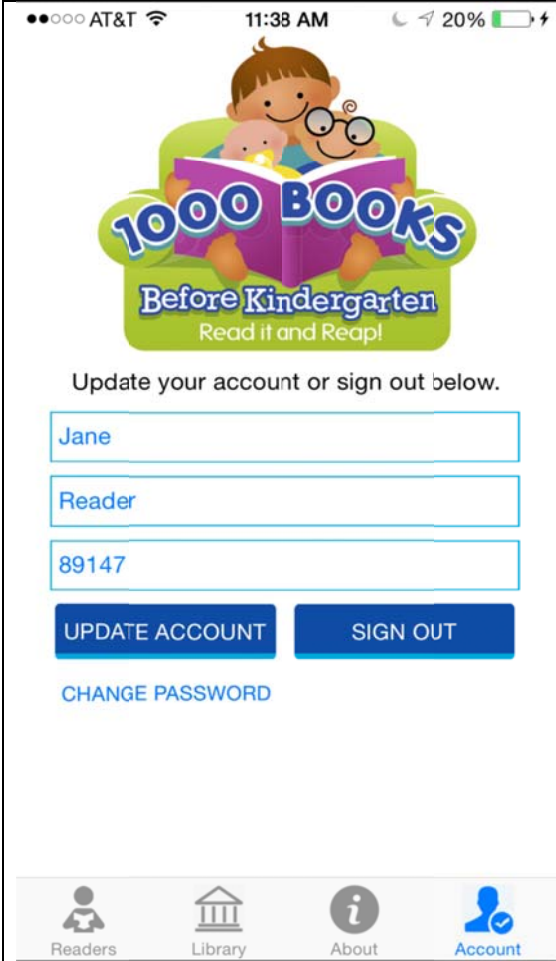 AT&T 11:38 AM 20%
1000 BOOKS
Before Kindergarten
Read it and Reap!
Update your account or sign out below.
Jane
Reader
89147
UPDATE ACCOUNT SIGN OUT
CHANGE PASSWORD
Readers Library About Account